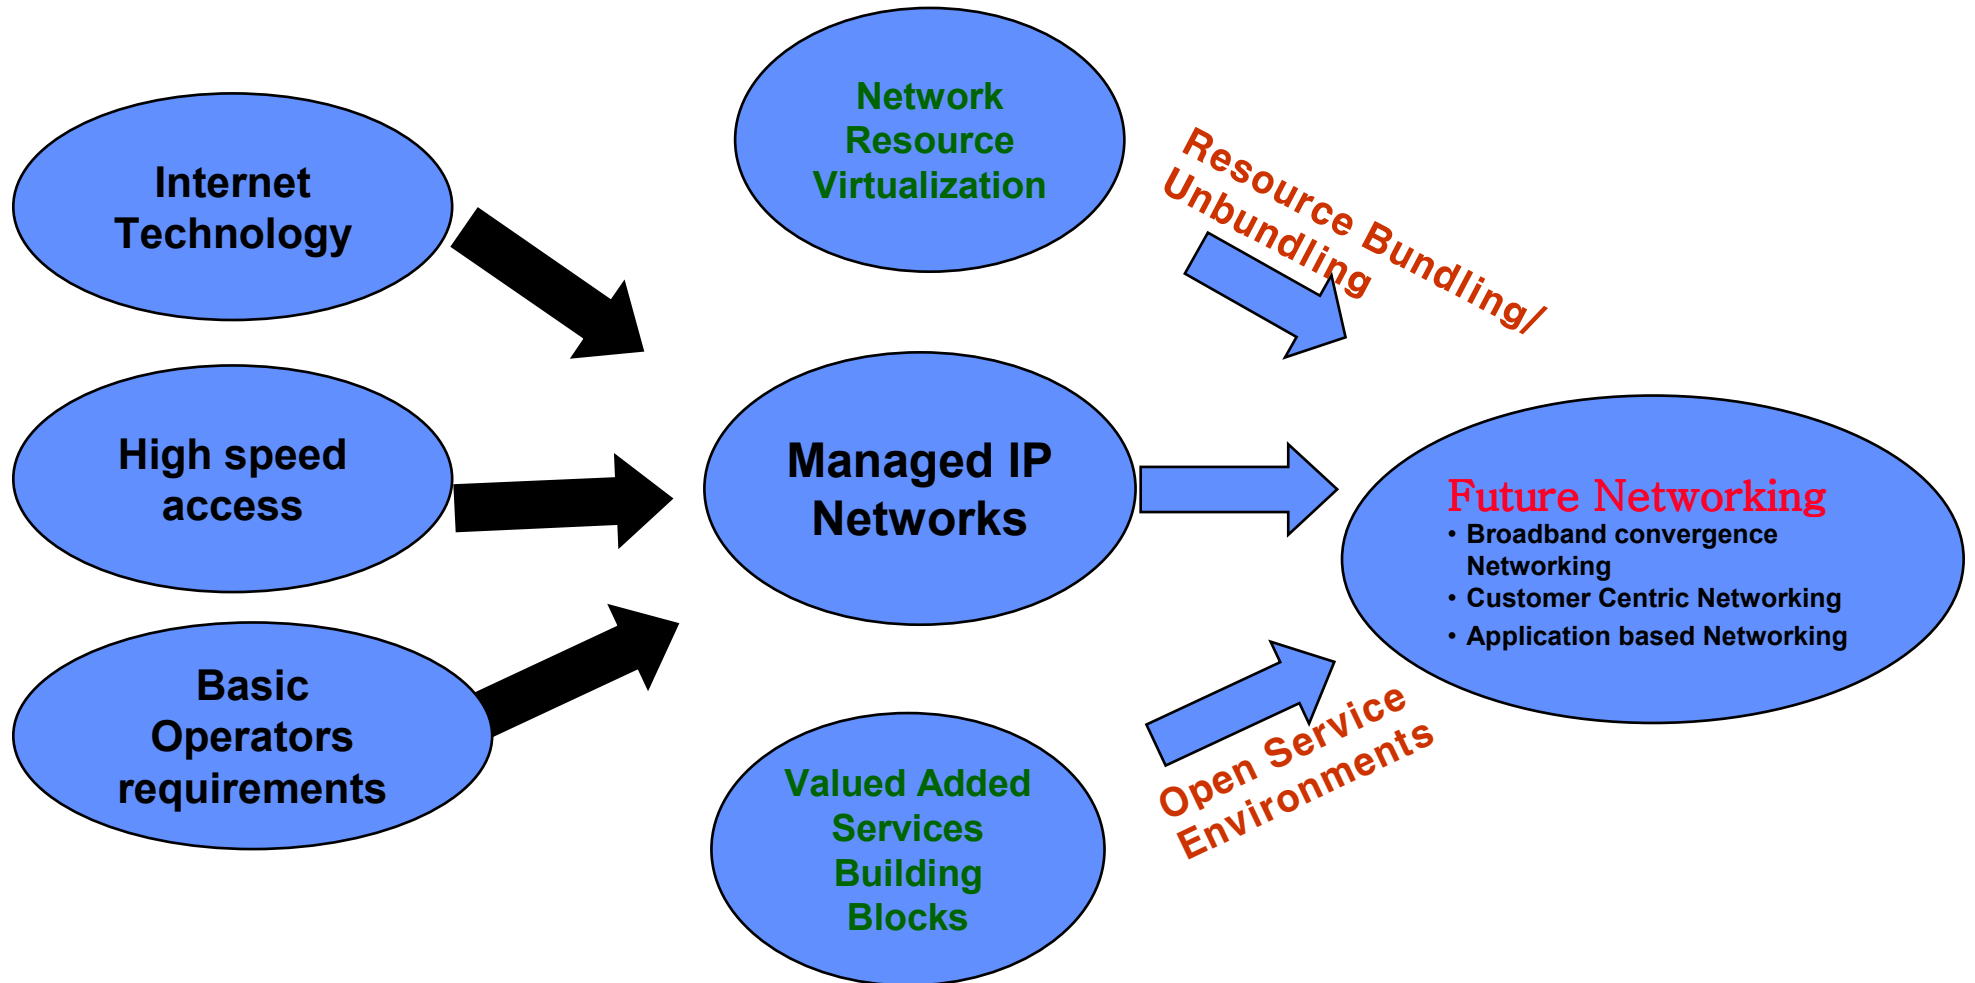 Internet
Technology
High speed
access
Basic
Operators
requirements
Network
Resource
Virtualization
Managed IP
Networks
Valued Added
Services
Building
Blocks
Resource Bundling/
Unbundling
Open Service
Environments
Future Networking
• Broadband convergence
Networking
• Customer Centric Networking
• Application based Networking